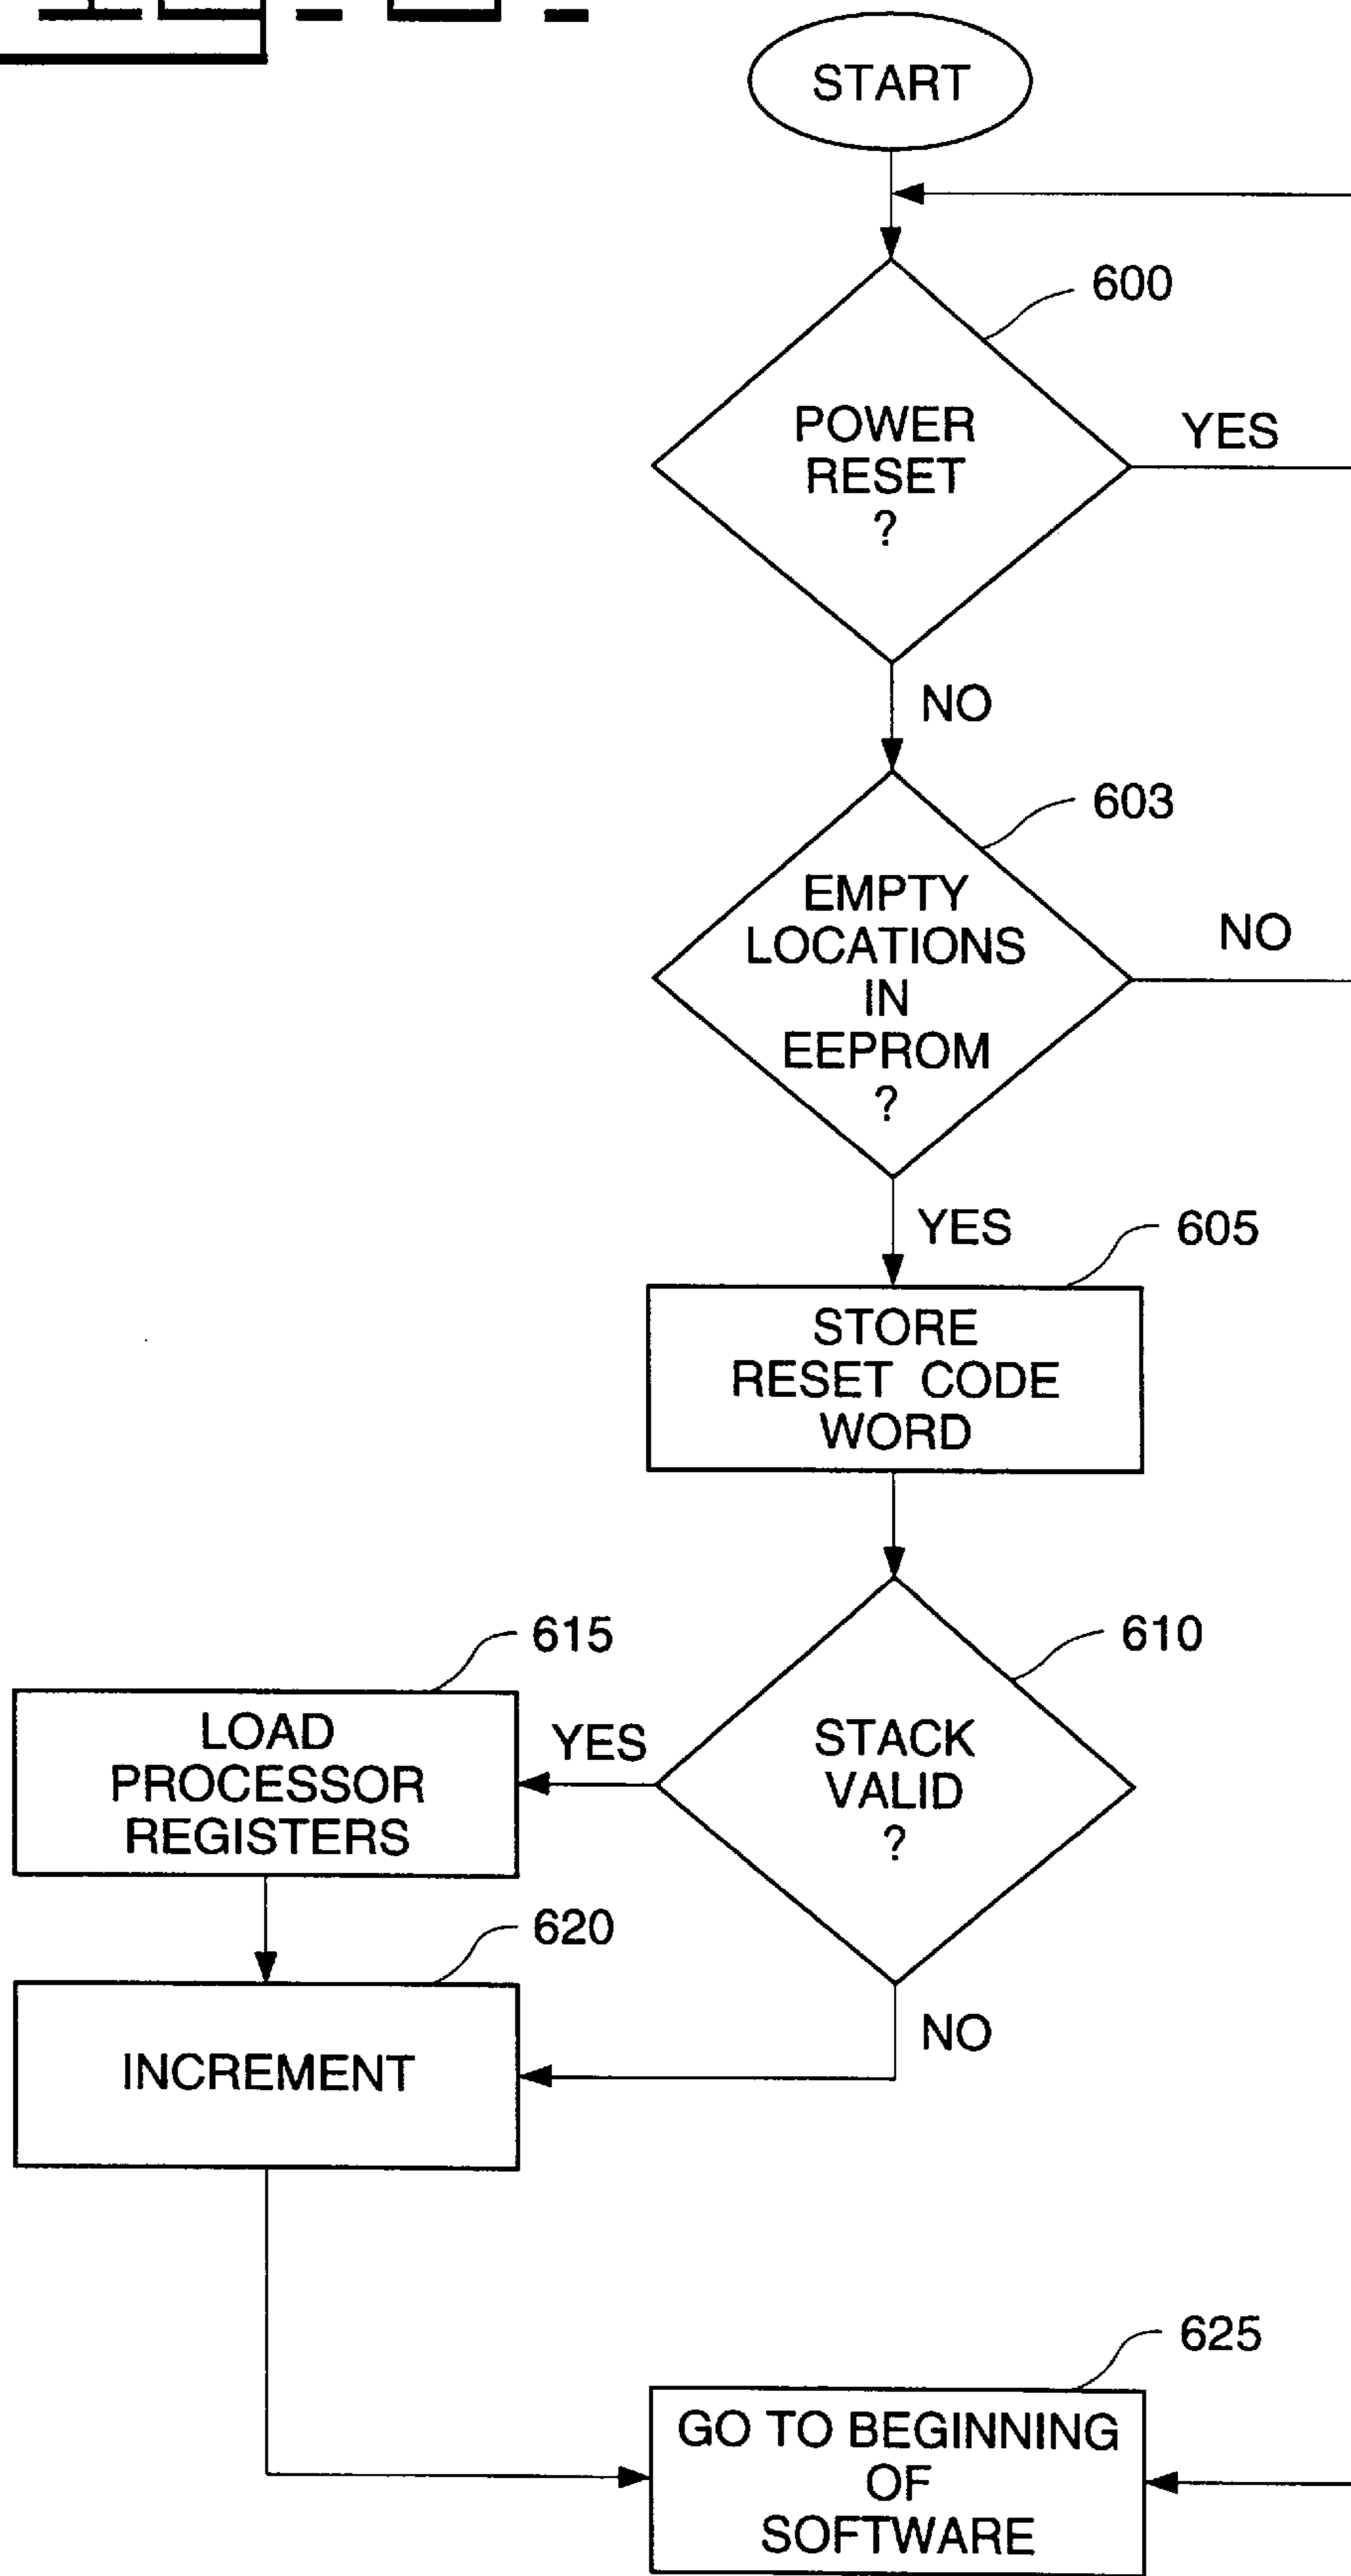 START
600
POWER
RESET
?
YES
NO
603
EMPTY
LOCATIONS
IN
EEPROM
?
NO
YES
605
STORE
RESET CODE
WORD
615
610
LOAD
PROCESSOR
REGISTERS
YES
STACK
VALID
?
620
INCREMENT
NO
625
GO TO BEGINNING
OF
SOFTWARE